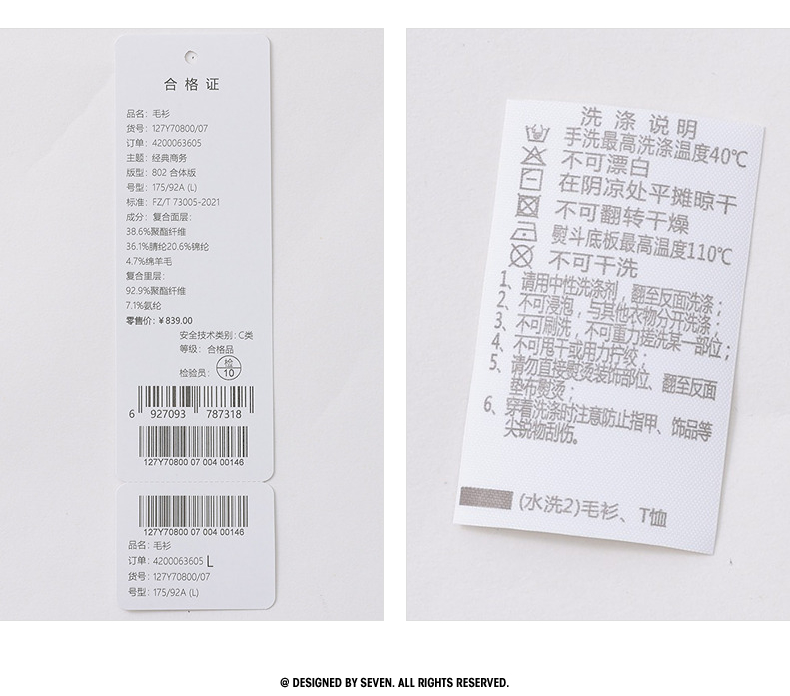 合格证
品名：毛衫
货号：127Y70800/07
订单：4200063605
主题：经典商务
版型：802 合体版
号型：175/92A (L)
标准：FZ/T 73005-2021
成分：复合面层：
38.6%聚酯纤维
36.1%腈纶20.6%锦纶
4.7%绵羊毛
复合里层：
92.9%聚酯纤维
7.1%氨纶
零售价：¥839.00
安全技术类别：C类
等级：合格品
检验员：检10
6 927093 787318
127Y70800 07 004 00146
127Y70800 07 004 00146
品名：毛衫
订单：4200063605 L
货号：127Y70800/07
号型：175/92A (L)
洗涤说明
手洗最高洗涤温度40℃
不可漂白
在阴凉处平摊晾干
不可翻转干燥
熨斗底板最高温度110℃
不可干洗
1、请用中性洗涤剂，翻至反面洗涤；
2、不可浸泡，与其他衣物分开洗涤；
3、不可刷洗，不可重力搓洗某一部位；
4、不可甩干或用力拧绞；
5、请勿直接熨烫装饰部位、翻至反面
垫布熨烫；
6、穿着洗涤时注意防止指甲、饰品等
尖锐物刮伤。
(水洗2)毛衫、T恤
@ DESIGNED BY SEVEN. ALL RIGHTS RESERVED.